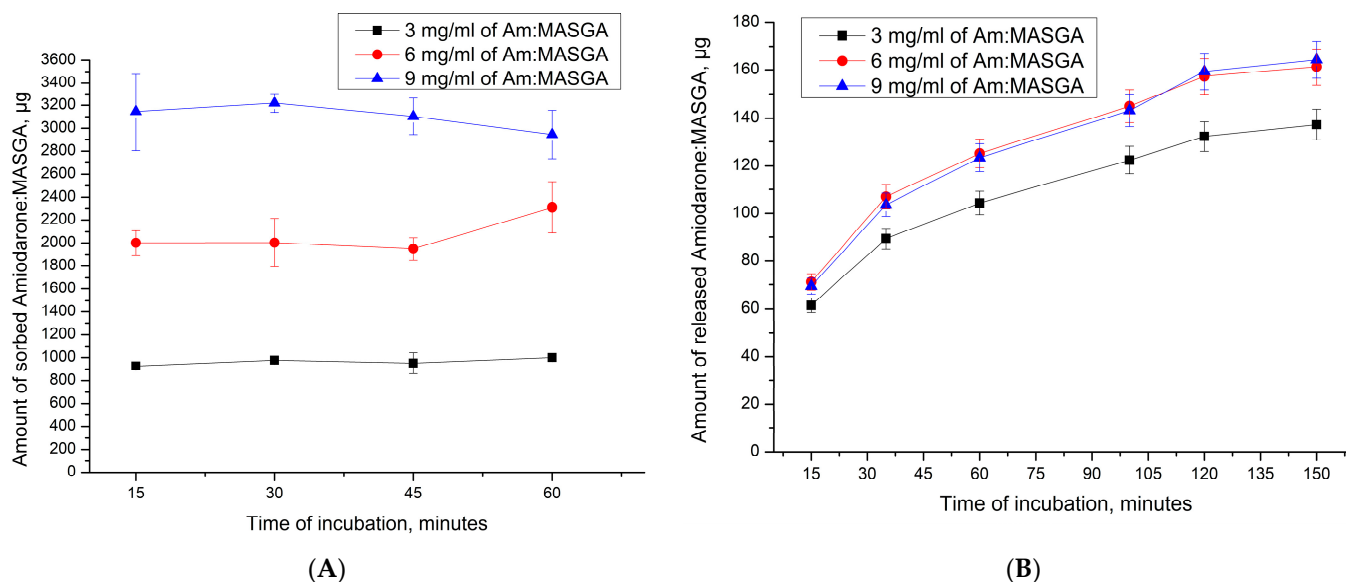 3 mg/ml of Am:MASGA
6 mg/ml of Am:MASGA
9 mg/ml of Am:MASGA
Amount of sorbed Amiodarone:MASGA, µg
3600
3400
3200
3000
2800
2600
2400
2200
2000
1800
1600
1400
1200
1000
800
600
400
200
0
15 30 45 60
Time of incubation, minutes
(A)
3 mg/ml of Am:MASGA
6 mg/ml of Am:MASGA
9 mg/ml of Am:MASGA
Amount of released Amiodarone:MASGA, µg
180
160
140
120
100
80
60
40
20
0
15 30 45 60 75 90 105 120 135 150
Time of incubation, minutes
(B)